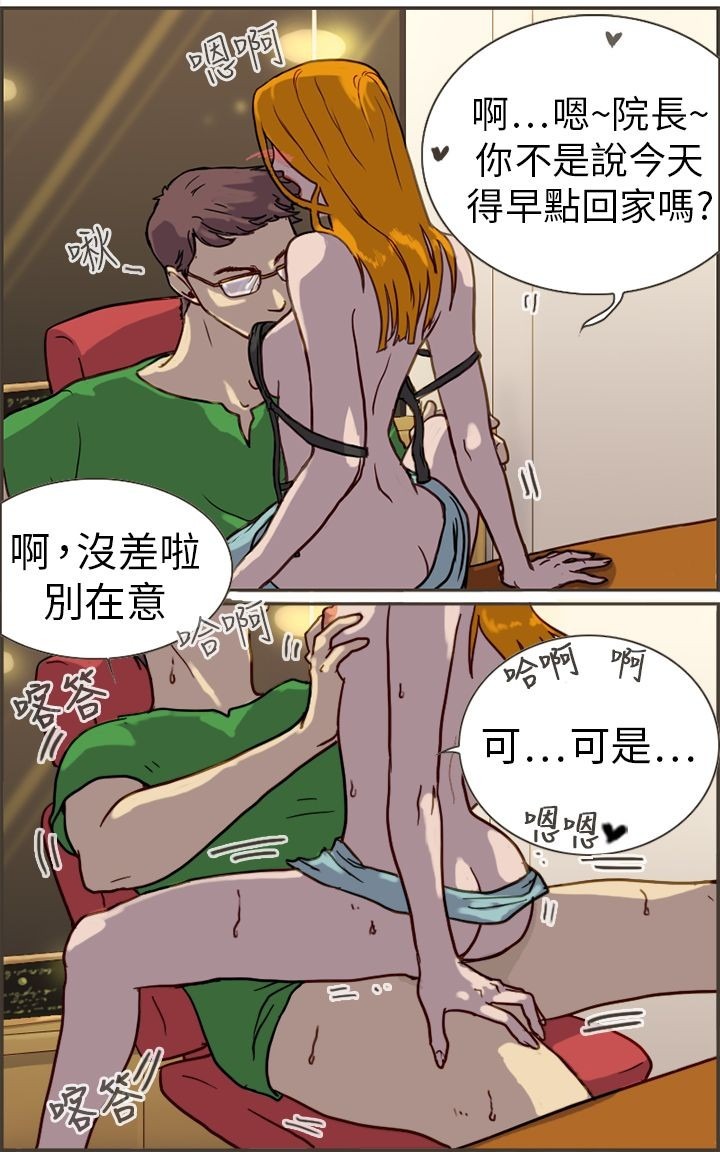 嗯啊
啊…嗯~院長~
你不是說今天
得早點回家嗎?
啾~
啊，沒差啦
別在意
哈啊
喀答
哈啊 啊
可…可是…
嗯嗯
喀答